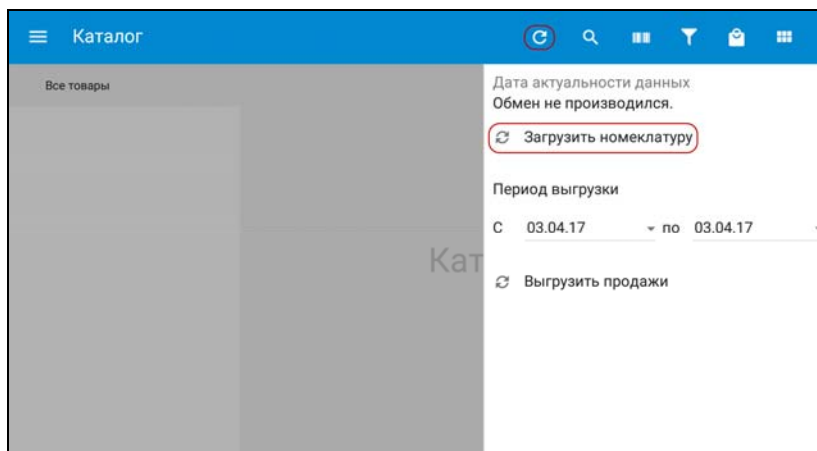 Каталог
Все товары
Дата актуальности данных
Обмен не производился.
Загрузить номеклатуру
Период выгрузки
С 03.04.17 по 03.04.17
Кат
Выгрузить продажи